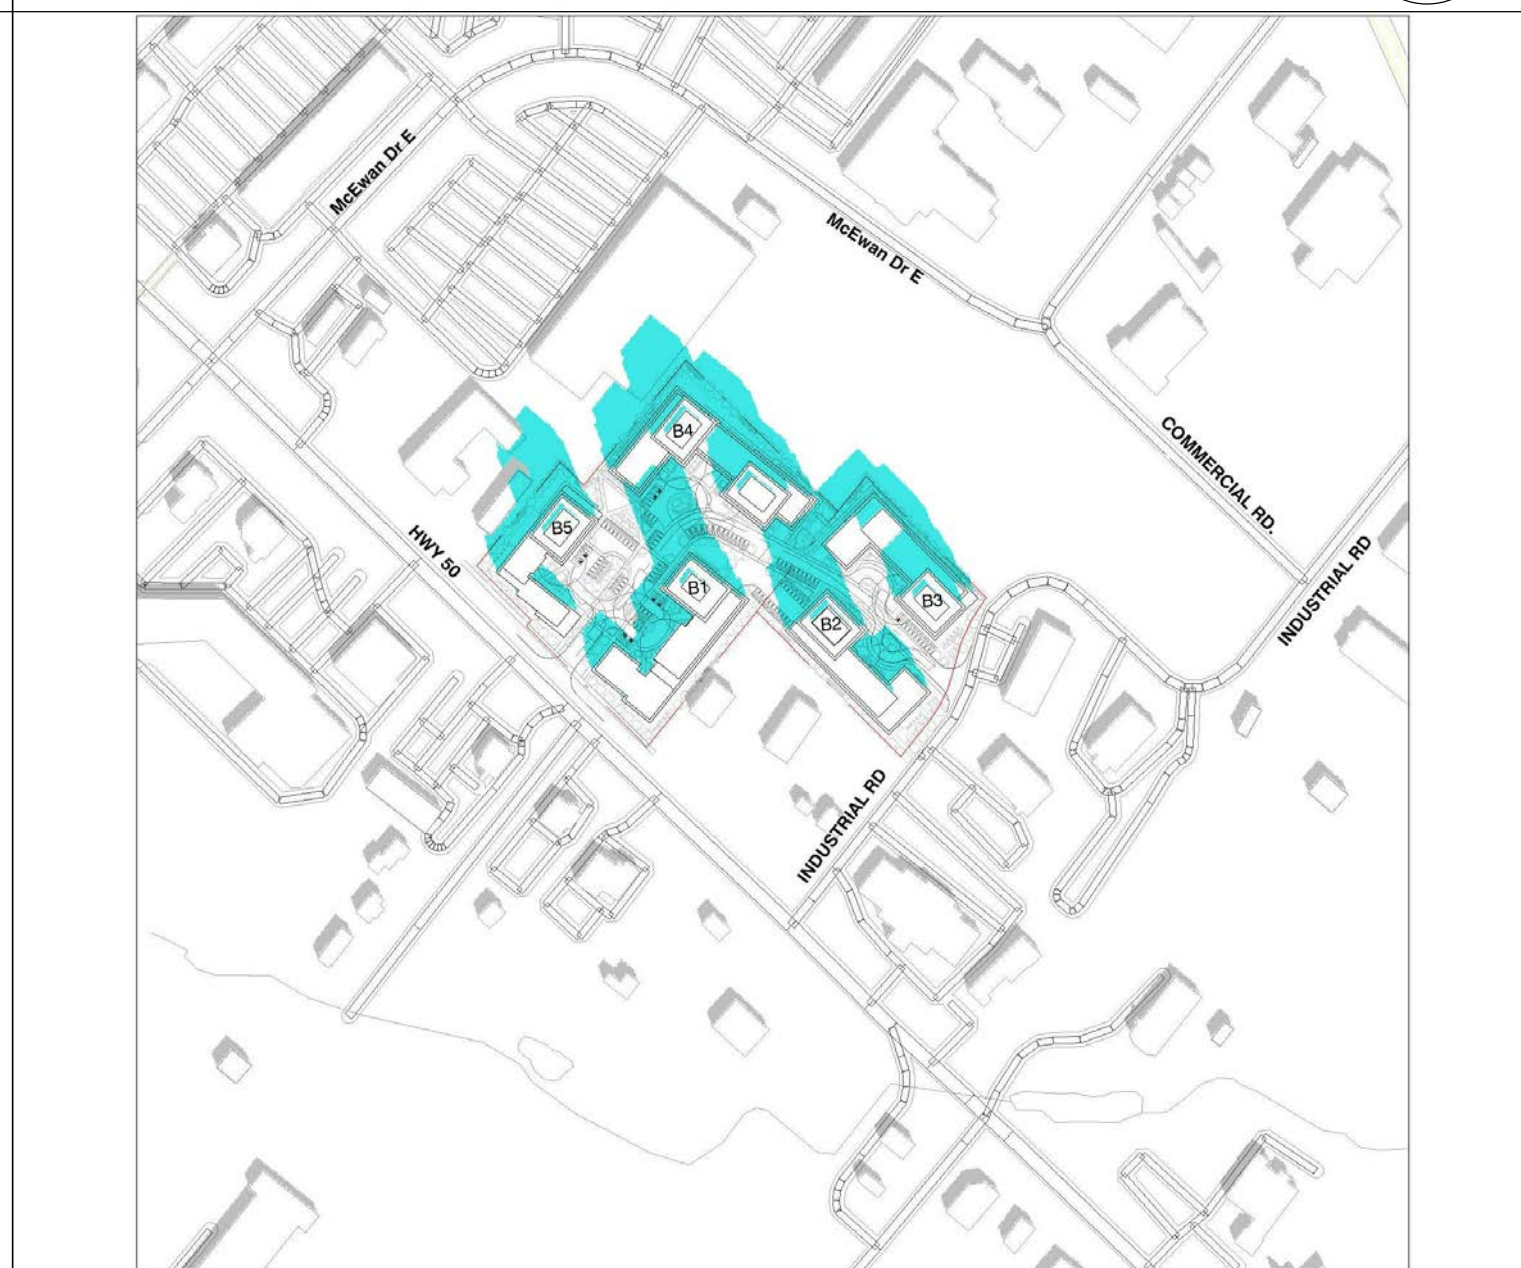 McEwan Dr E
McEwan Dr E
COMMERCIAL RD.
B4
B5
HWY 50
INDUSTRIAL RD
B1
B3
B2
INDUSTRIAL RD